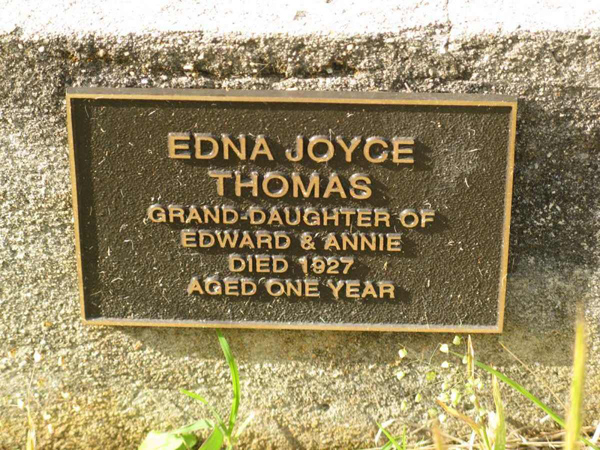 EDNA JOYCE
THOMAS
GRAND-DAUGHTER OF
EDWARD & ANNIE
DIED 1927
AGED ONE YEAR